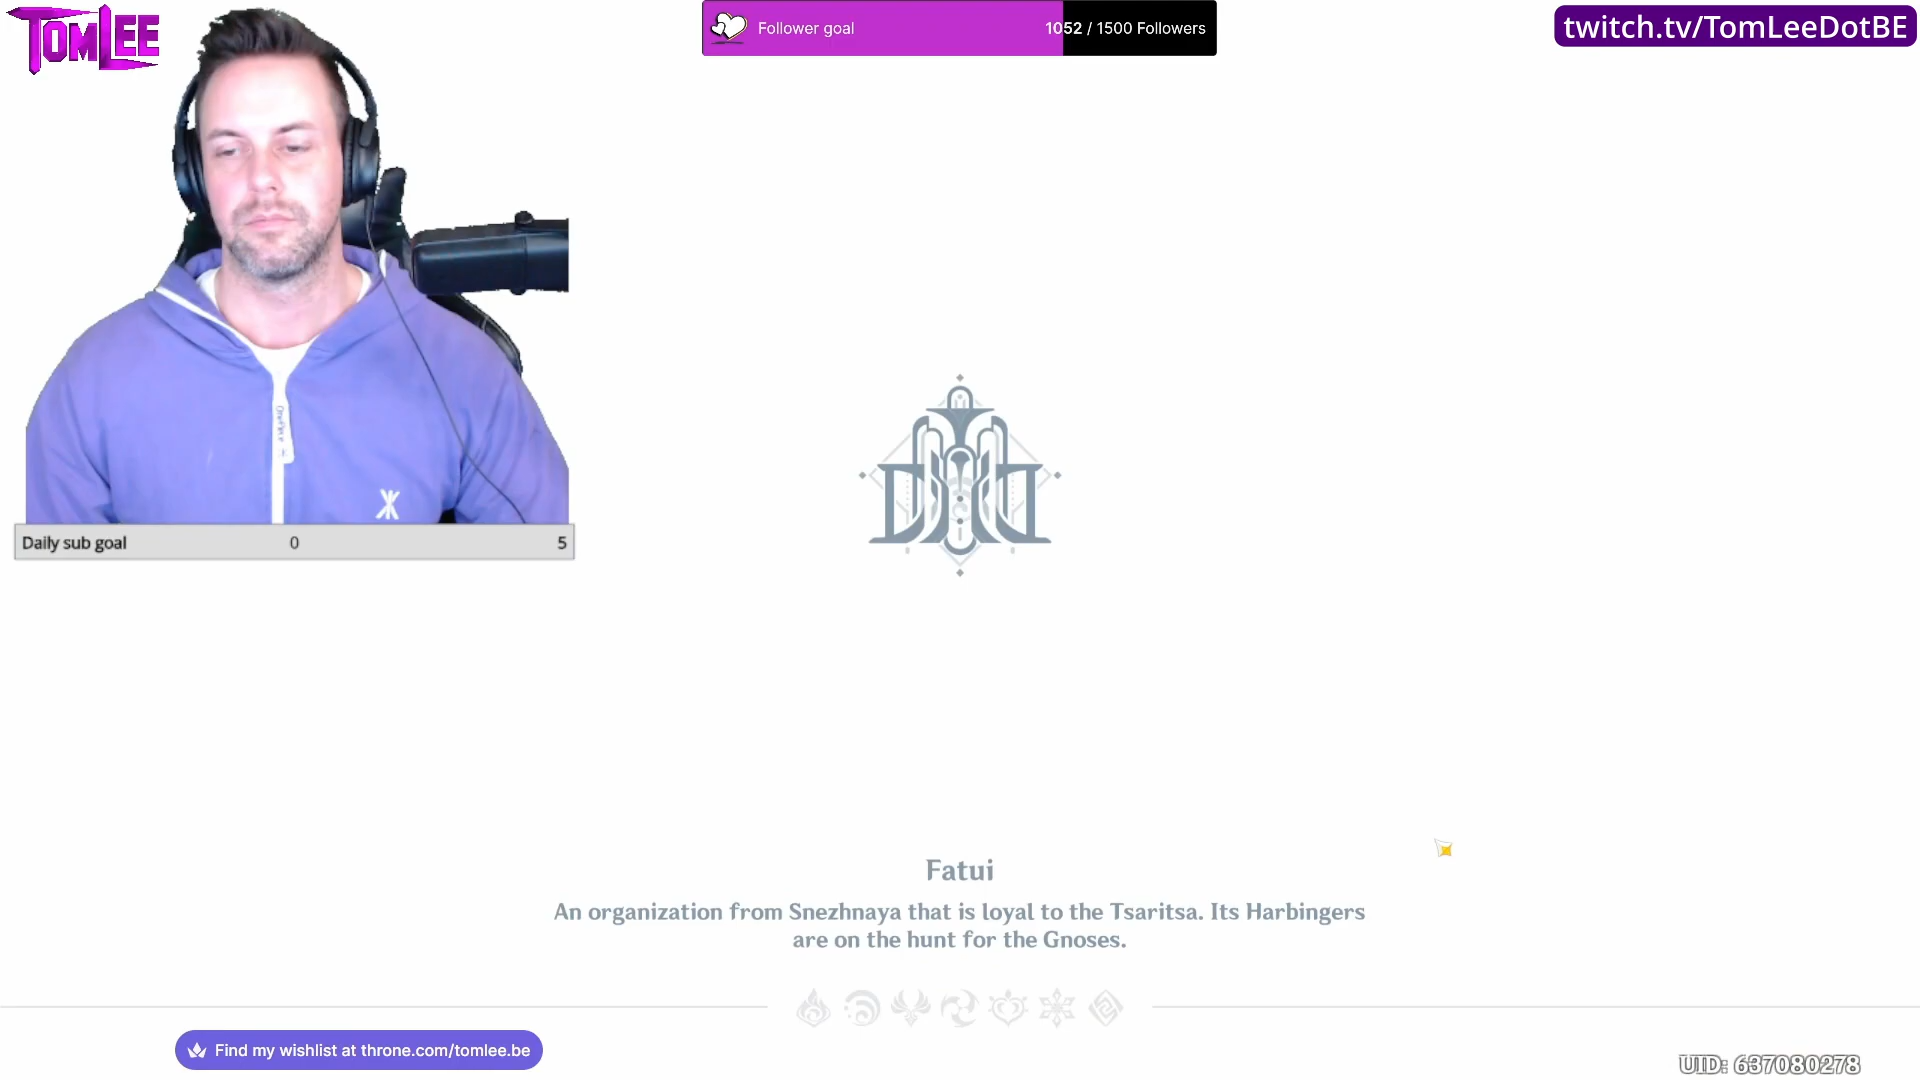 TOMLEE
Follower goal
1052 / 1500 Followers
twitch.tv/TomLeeDotBE
Daily sub goal
0
5
Fatui
An organization from Snezhnaya that is loyal to the Tsaritsa. Its Harbingers
are on the hunt for the Gnoses.
Find my wishlist at throne.com/tomlee.be
UID: 637080278